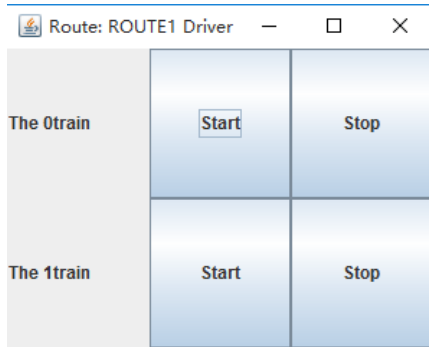 Route: ROUTE1 Driver
The 0train Start Stop
The 1train Start Stop